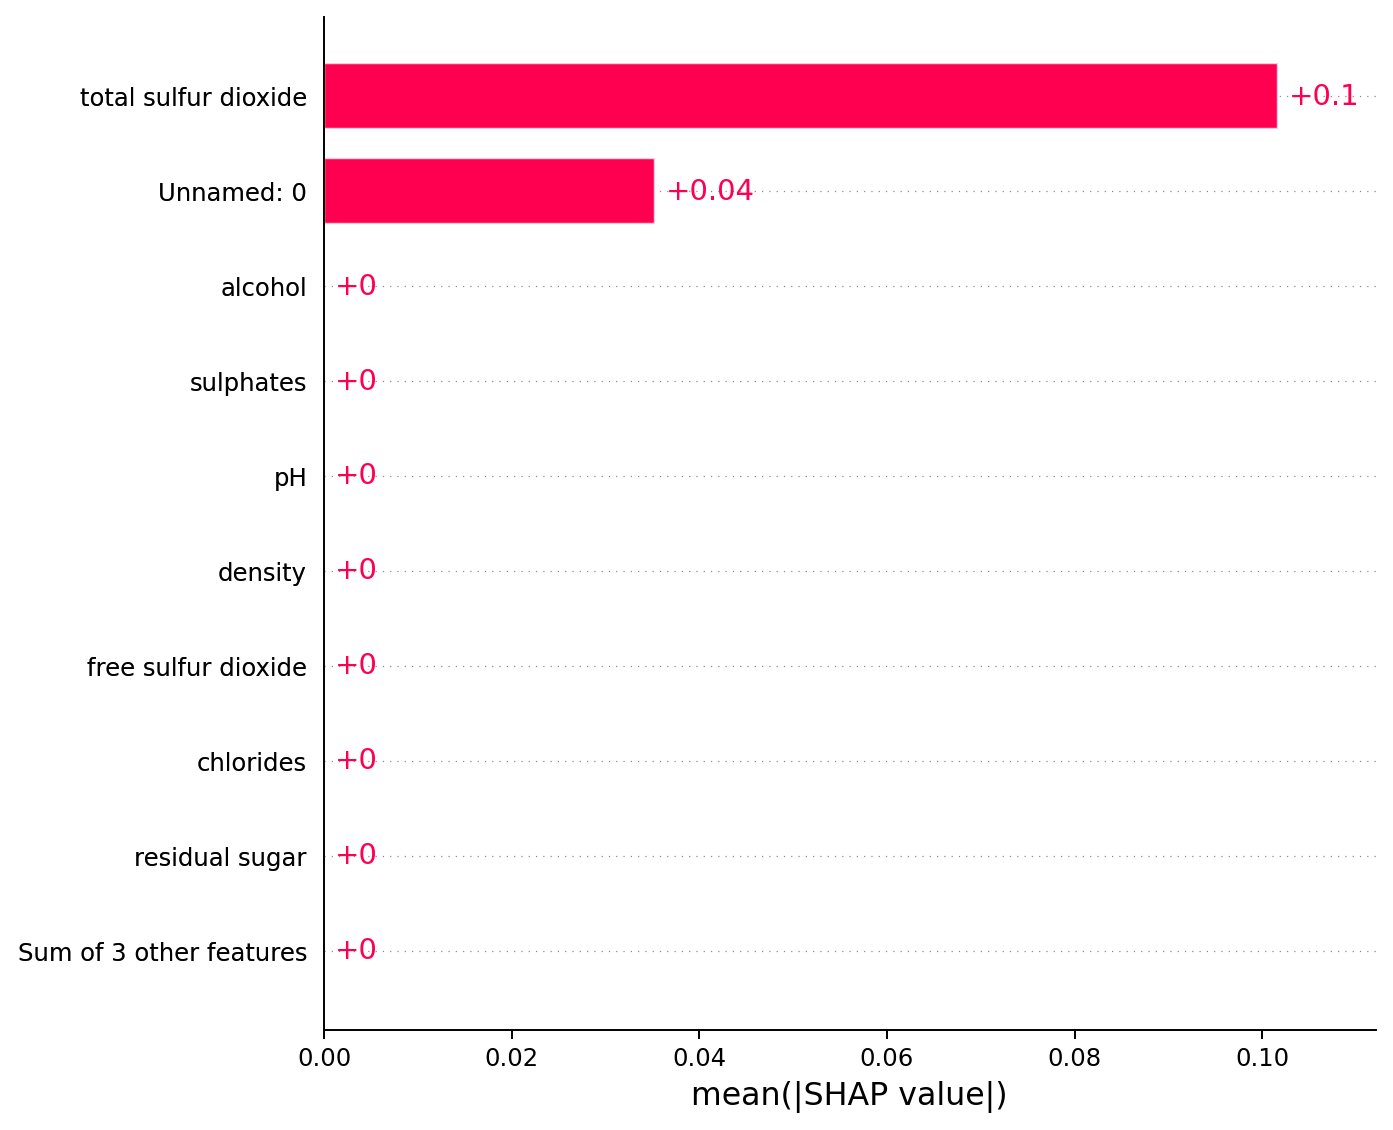 total sulfur dioxide +0.1
Unnamed: 0 +0.04
alcohol +0
sulphates +0
pH +0
density +0
free sulfur dioxide +0
chlorides +0
residual sugar +0
Sum of 3 other features +0
0.00 0.02 0.04 0.06 0.08 0.10
mean(|SHAP value|)